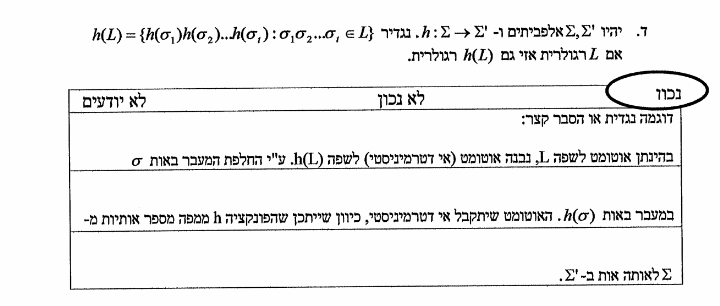 ד. יהיו Σ,Σ' אלפביתים ו- h : Σ → Σ'. נגדיר h(L) = {h(σ₁)h(σ₂)...h(σₜ) : σ₁σ₂...σₜ ∈ L}
אם L רגולרית אזי גם h(L) רגולרית.
נכון לא נכון לא יודעים
דוגמה נגדית או הסבר קצר:
בהינתן אוטומט לשפה L, נבנה אוטומט (אי דטרמיניסטי) לשפה h(L). ע"י החלפת המעבר באות σ
במעבר באות h(σ). האוטומט שיתקבל אי דטרמיניסטי, כיוון שייתכן שהפונקציה h ממפה מספר אותיות מ-
Σ לאותה אות ב-Σ'.